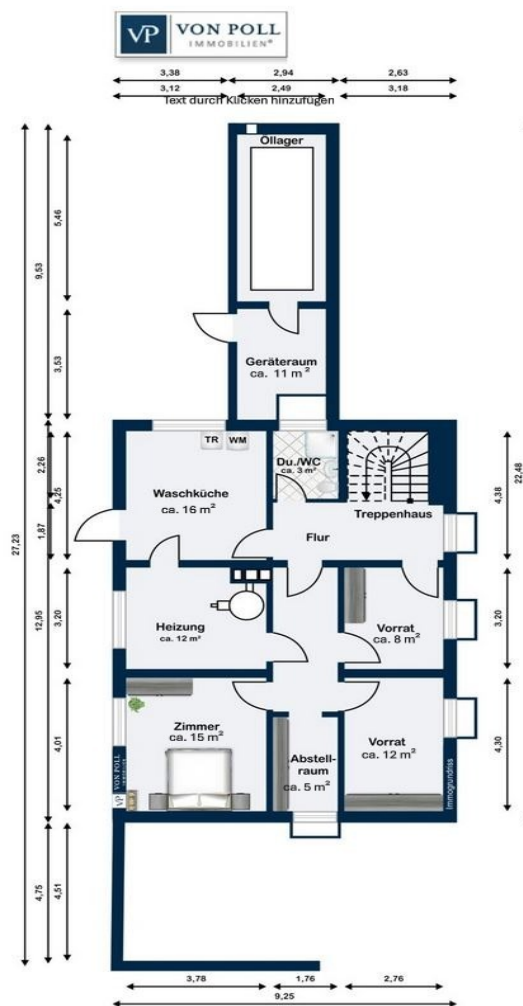 VP VON POLL
IMMOBILIEN®
3,38 2,94 2,63
3,12 2,49 3,18
Text durch Klicken hinzufügen
Öllager
5,46
9,53
3,53
Geräteraum
ca. 11 m²
TR WM
Du./WC
ca. 3 m²
Waschküche
ca. 16 m²
Treppenhaus
Flur
2,26
4,25
1,87
4,38
22,48
27,23
12,95
3,20
Heizung
ca. 12 m²
Vorrat
ca. 8 m²
3,20
4,01
Zimmer
ca. 15 m²
Abstell-
raum
ca. 5 m²
Vorrat
ca. 12 m²
4,30
VP VON POLL
IMMOBILIEN
Immogrundriss
4,75
4,51
3,78 1,76 2,76
9,25